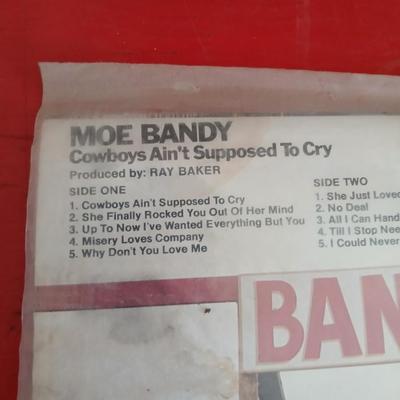 MOE BANDY
Cowboys Ain't Supposed To Cry
Produced by: RAY BAKER
SIDE ONE
1. Cowboys Ain't Supposed To Cry
2. She Finally Rocked You Out Of Her Mind
3. Up To Now I've Wanted Everything But You
4. Misery Loves Company
5. Why Don't You Love Me
SIDE TWO
1. She Just Loved
2. No Deal
3. All I Can Hand
4. Till I Stop Need
5. I Could Never
BAN